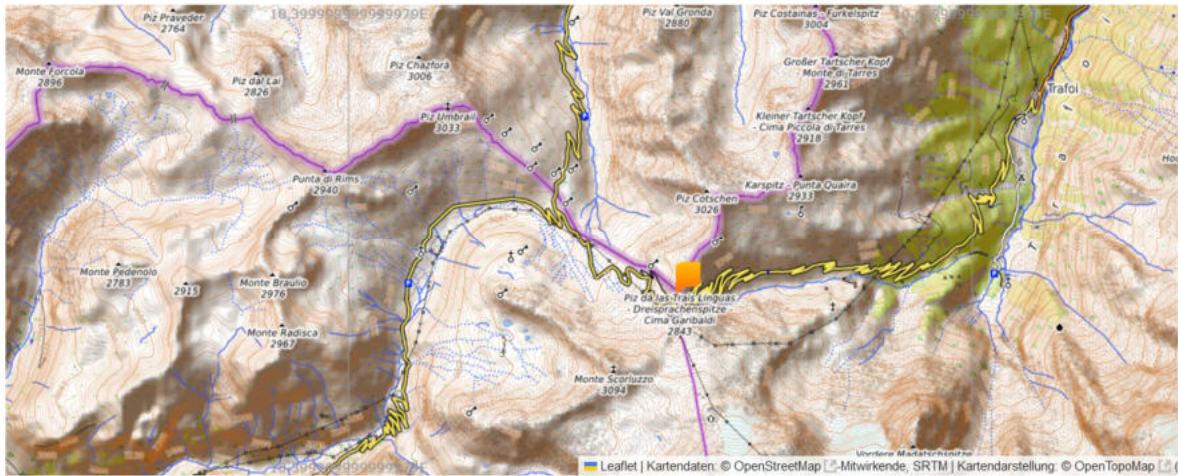 Piz Praveder
2764
10.399999999999979E
Piz Val Gronda
2880
Piz Costainas - Furkelspitz
3004
Monte Forcola
2896
Piz dal Lai
2826
Piz Chazforà
3006
Großer Tartscher Kopf
- Monte di Tarres
2961
Trafoi
Piz Umbrail
3033
Kleiner Tartscher Kopf
- Cima Piccola di Tarres
2918
Punta di Rims
2940
Karspitz - Punta Quaira
2933
Piz Cotschen
3026
Monte Pedenolo
2783
2915
Monte Braulio
2976
Piz da las Trais Linguas
- Dreisprachenspitze
Cima Garibaldi
2843
Monte Radisca
2967
Monte Scorluzzo
3094
Vordere Madatschspitze
Leaflet | Kartendaten: © OpenStreetMap -Mitwirkende, SRTM | Kartendarstellung: © OpenTopoMap